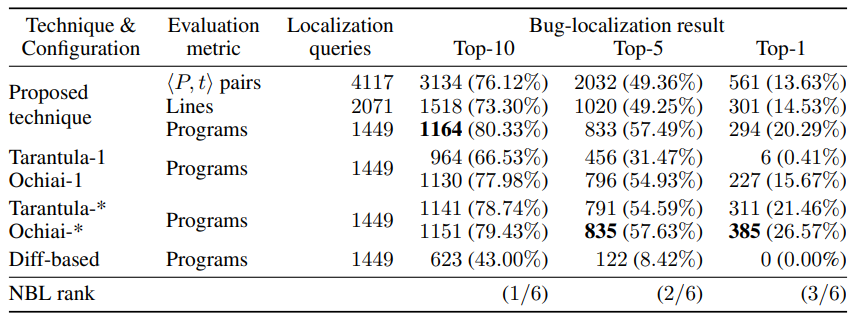 Technique & Evaluation Localization Bug-localization result
Configuration metric queries Top-10 Top-5 Top-1
Proposed technique ⟨P, t⟩ pairs 4117 3134 (76.12%) 2032 (49.36%) 561 (13.63%)
Lines 2071 1518 (73.30%) 1020 (49.25%) 301 (14.53%)
Programs 1449 1164 (80.33%) 833 (57.49%) 294 (20.29%)
Tarantula-1 Programs 1449 964 (66.53%) 456 (31.47%) 6 (0.41%)
Ochiai-1 1130 (77.98%) 796 (54.93%) 227 (15.67%)
Tarantula-* Programs 1449 1141 (78.74%) 791 (54.59%) 311 (21.46%)
Ochiai-* 1151 (79.43%) 835 (57.63%) 385 (26.57%)
Diff-based Programs 1449 623 (43.00%) 122 (8.42%) 0 (0.00%)
NBL rank (1/6) (2/6) (3/6)